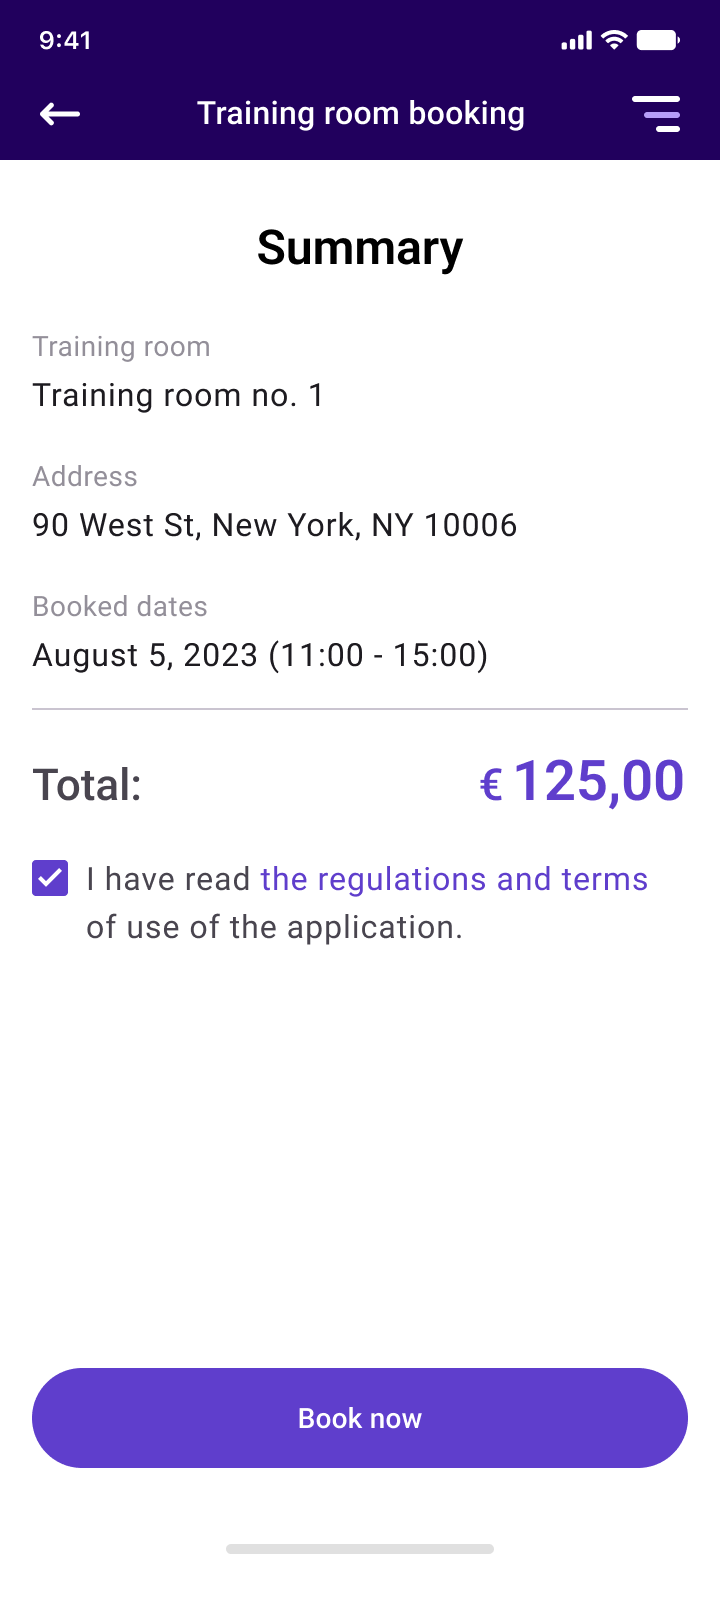 9:41
Training room booking
Summary
Training room
Training room no. 1
Address
90 West St, New York, NY 10006
Booked dates
August 5, 2023 (11:00 - 15:00)
Total:
€ 125,00
I have read the regulations and terms
of use of the application.
Book now